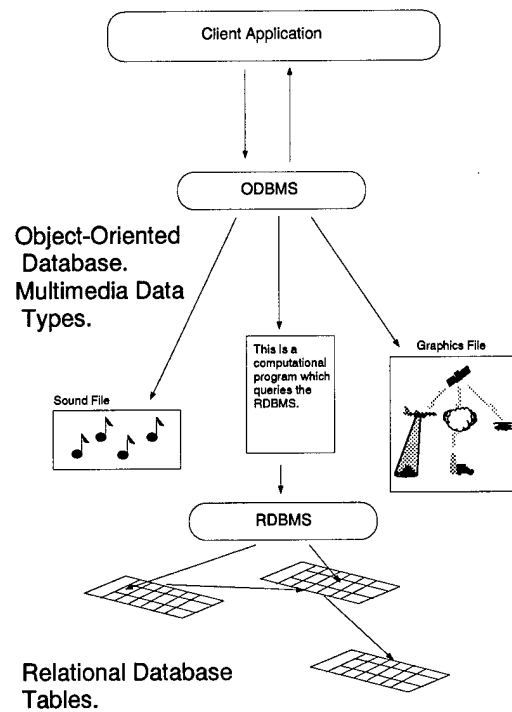 Client Application
ODBMS
Object-Oriented
Database.
Multimedia Data
Types.
This is a
computational
program which
queries the
RDBMS.
Graphics File
Sound File
RDBMS
Relational Database
Tables.